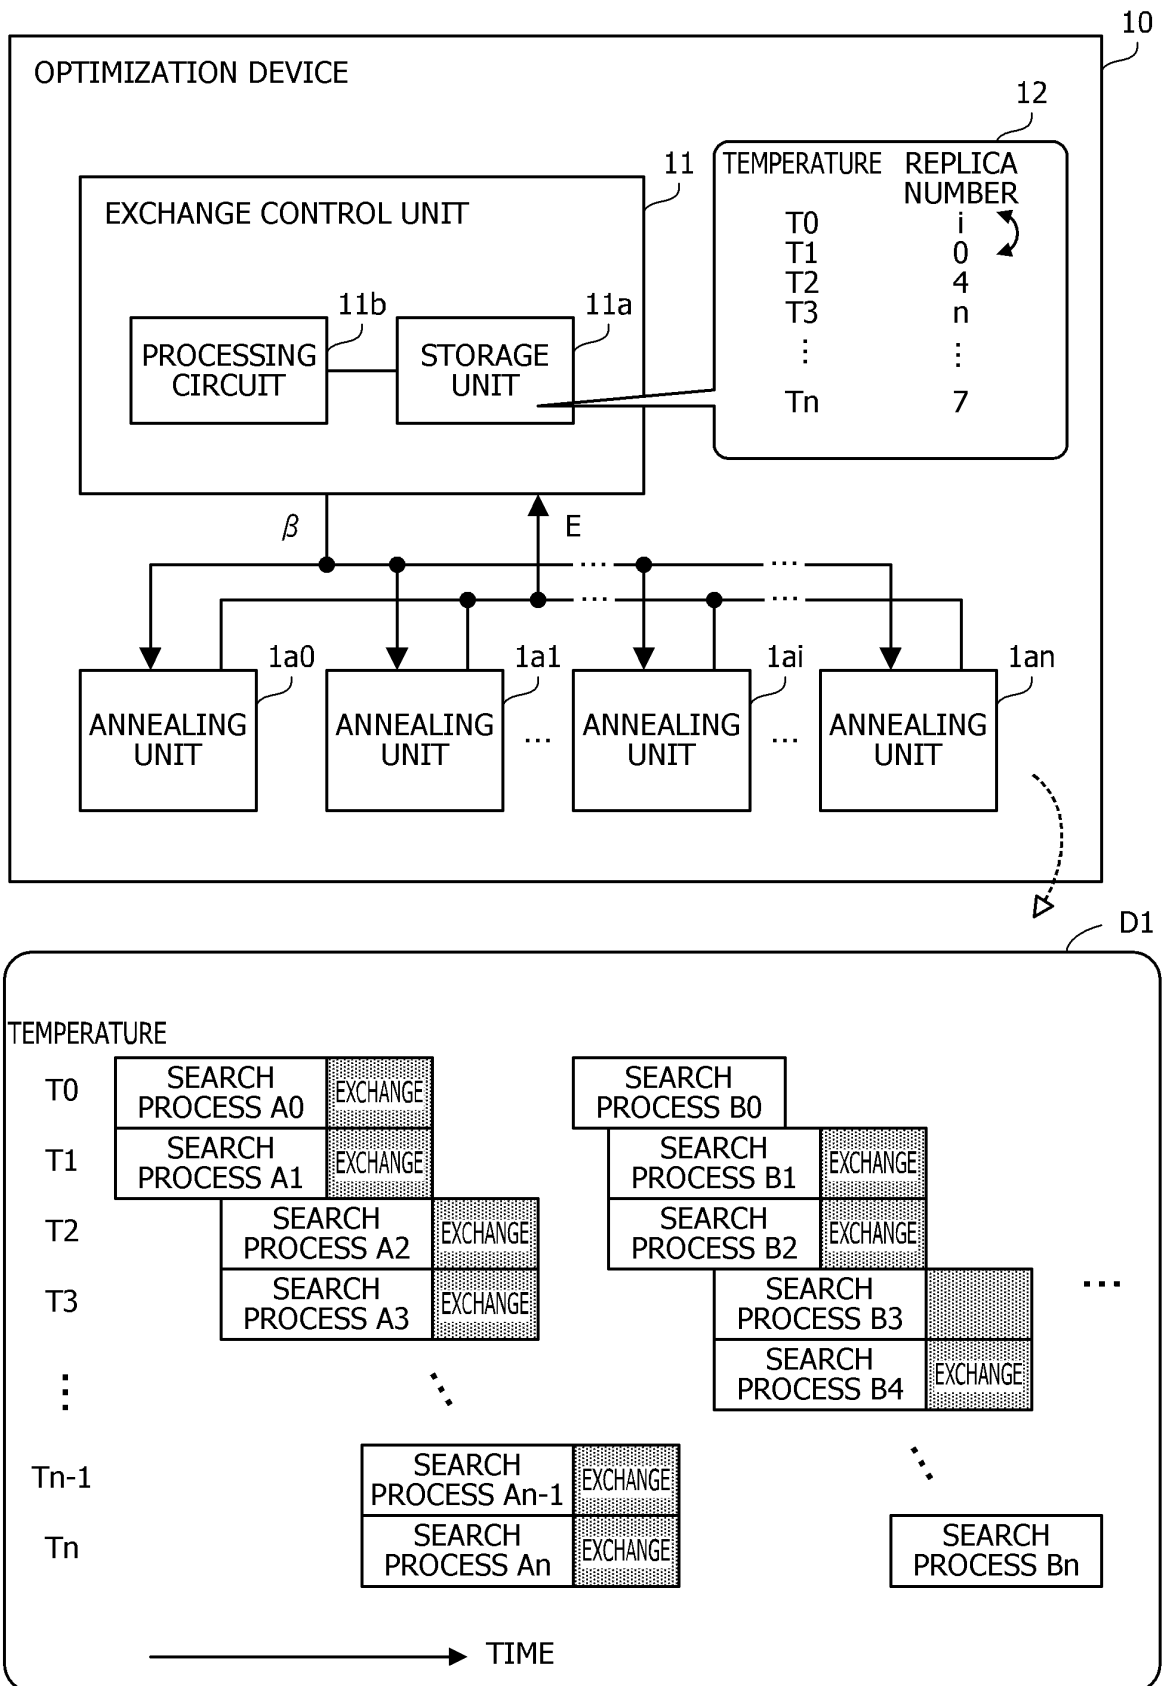 10
OPTIMIZATION DEVICE
12
TEMPERATURE REPLICA
NUMBER
T0 i
T1 0
T2 4
T3 n
⋮ ⋮
Tn 7
11
EXCHANGE CONTROL UNIT
11b
11a
PROCESSING
CIRCUIT
STORAGE
UNIT
β
E
... ...
... ...
1a0
1a1
1ai
1an
ANNEALING
UNIT
ANNEALING
UNIT
...
ANNEALING
UNIT
...
ANNEALING
UNIT
D1
TEMPERATURE
T0
SEARCH
PROCESS A0
EXCHANGE
SEARCH
PROCESS B0
T1
SEARCH
PROCESS A1
EXCHANGE
SEARCH
PROCESS B1
EXCHANGE
T2
SEARCH
PROCESS A2
EXCHANGE
SEARCH
PROCESS B2
EXCHANGE
T3
SEARCH
PROCESS A3
EXCHANGE
SEARCH
PROCESS B3
...
SEARCH
PROCESS B4
EXCHANGE
⋮
⋱
⋱
Tn-1
SEARCH
PROCESS An-1
EXCHANGE
Tn
SEARCH
PROCESS An
EXCHANGE
SEARCH
PROCESS Bn
TIME